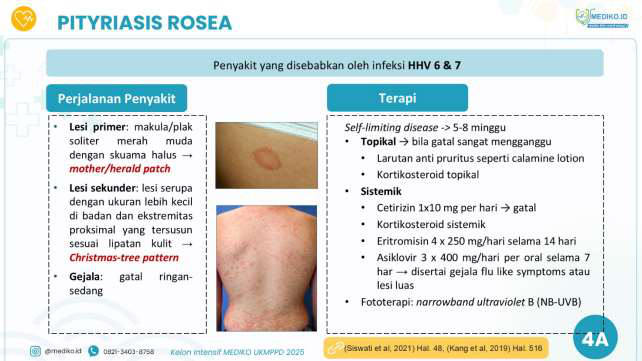 PITYRIASIS ROSEA
MEDIKO.ID
Penyakit yang disebabkan oleh infeksi HHV 6 & 7
Perjalanan Penyakit
• Lesi primer: makula/plak
soliter merah muda
dengan skuama halus →
mother/herald patch
• Lesi sekunder: lesi serupa
dengan ukuran lebih kecil
di badan dan ekstremitas
proksimal yang tersusun
sesuai lipatan kulit →
Christmas-tree pattern
• Gejala: gatal ringan-
sedang
Terapi
Self-limiting disease -> 5-8 minggu
• Topikal → bila gatal sangat mengganggu
• Larutan anti pruritus seperti calamine lotion
• Kortikosteroid topikal
• Sistemik
• Cetirizin 1x10 mg per hari → gatal
• Kortikosteroid sistemik
• Eritromisin 4 x 250 mg/hari selama 14 hari
• Asiklovir 3 x 400 mg/hari per oral selama 7
har → disertai gejala flu like symptoms atau
lesi luas
• Fototerapi: narrowband ultraviolet B (NB-UVB)
4A
@mediko.id
0821-3403-8758
Kelon Intensif MEDIKO UKMPPD 2025
(Siswati et al, 2021) Hal. 48, (Kang et al, 2019) Hal. 516